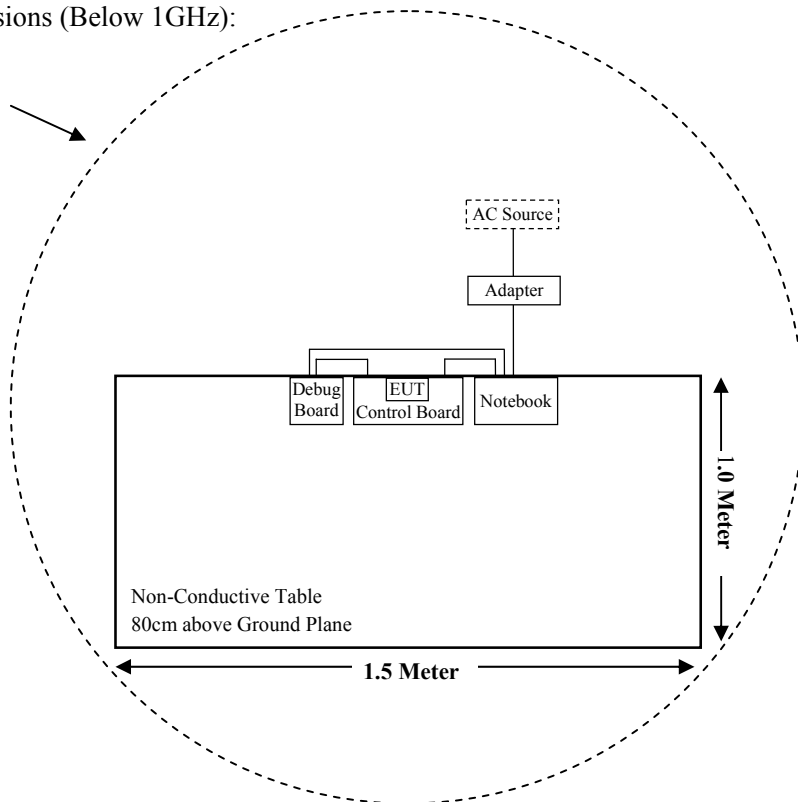 (Below 1GHz):
AC Source
Adapter
Debug
Board
EUT
Control Board
Notebook
1.0 Meter
Non-Conductive Table
80cm above Ground Plane
1.5 Meter